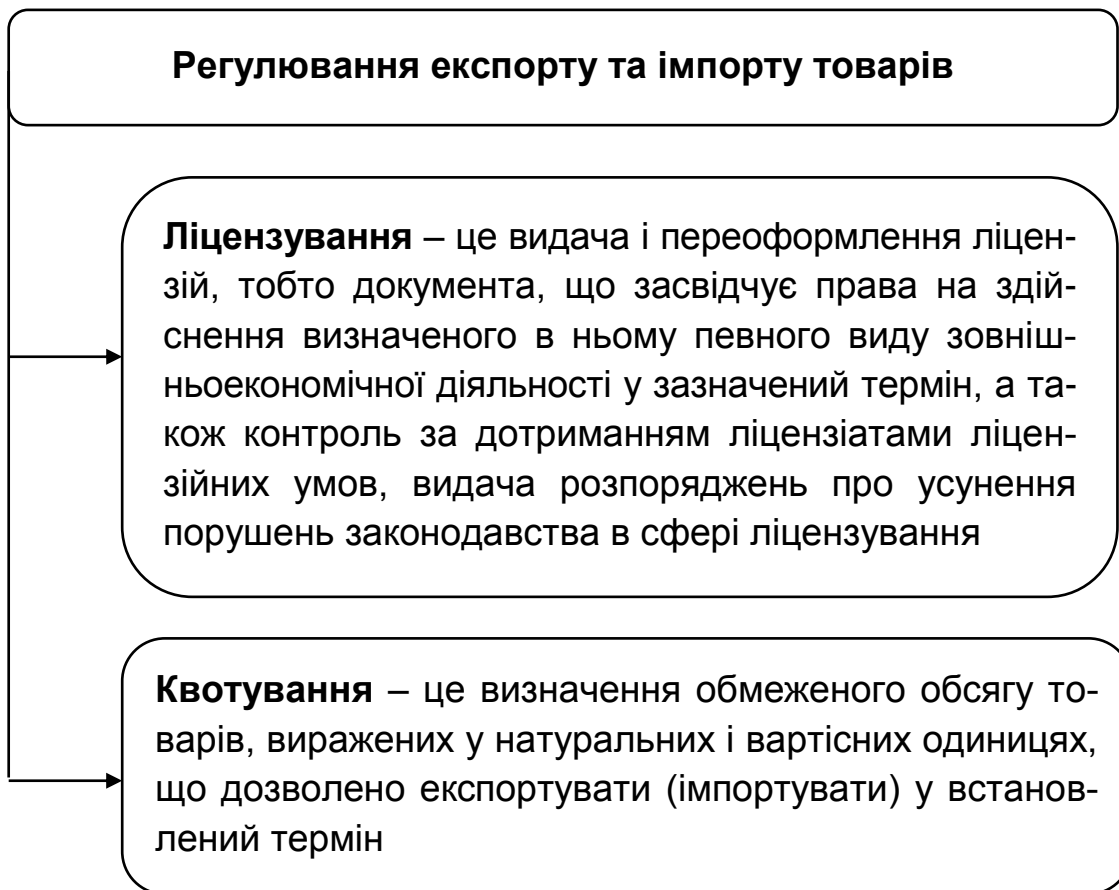 Регулювання експорту та імпорту товарів
Ліцензування – це видача і переоформлення ліцен-
зій, тобто документа, що засвідчує права на здій-
снення визначеного в ньому певного виду зовніш-
ньоекономічної діяльності у зазначений термін, а та-
кож контроль за дотриманням ліцензіатами ліцен-
зійних умов, видача розпоряджень про усунення
порушень законодавства в сфері ліцензування
Квотування – це визначення обмеженого обсягу то-
варів, виражених у натуральних і вартісних одиницях,
що дозволено експортувати (імпортувати) у встанов-
лений термін